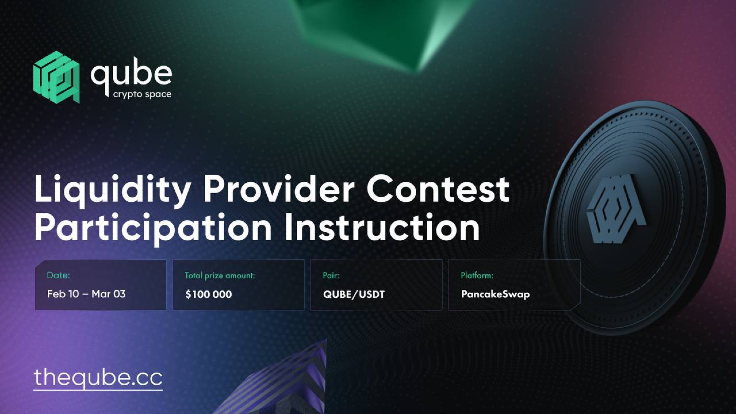 qube
crypto space
Liquidity Provider Contest
Participation Instruction
Date:
Feb 10 – Mar 03
Total prize amount:
$100 000
Pair:
QUBE/USDT
Platform:
PancakeSwap
theqube.cc